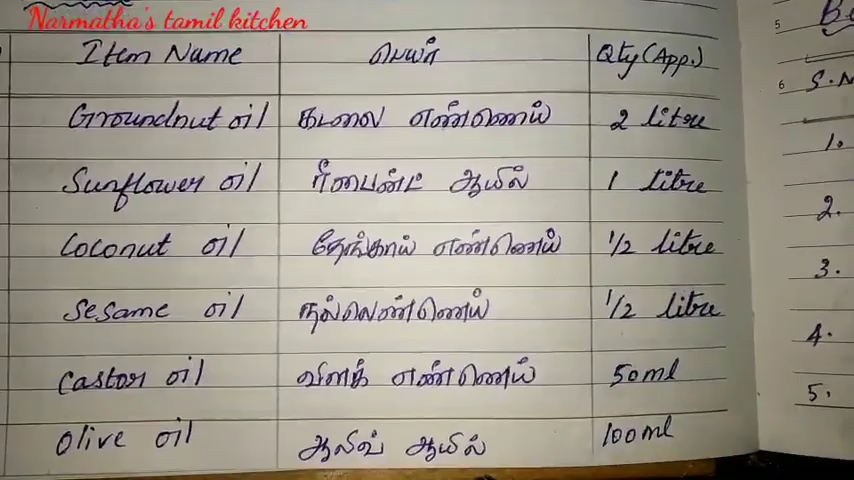 Narmatha's tamil kitchen
Item Name பெயர் Qty (App.)
Groundnut oil கடலை எண்ணெய் 2 litre
Sunflower oil ரீபைண்ட் ஆயில் 1 litre
Coconut oil தேங்காய் எண்ணெய் 1/2 litre
Sesame oil நல்லெண்ணெய் 1/2 litre
Castor oil விளக் எண்ணெய் 50ml
Olive oil ஆலிவ் ஆயில் 100ml
5
6 S.N
1.
2.
3.
4.
5.